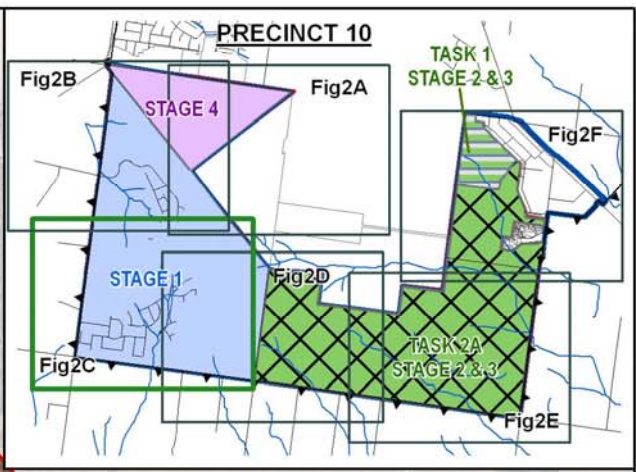 PRECINCT 10
TASK 1
STAGE 2 & 3
Fig2B
Fig2A
STAGE 4
Fig2F
STAGE 1
Fig2D
TASK 2A
STAGE 2 & 3
Fig2C
Fig2E